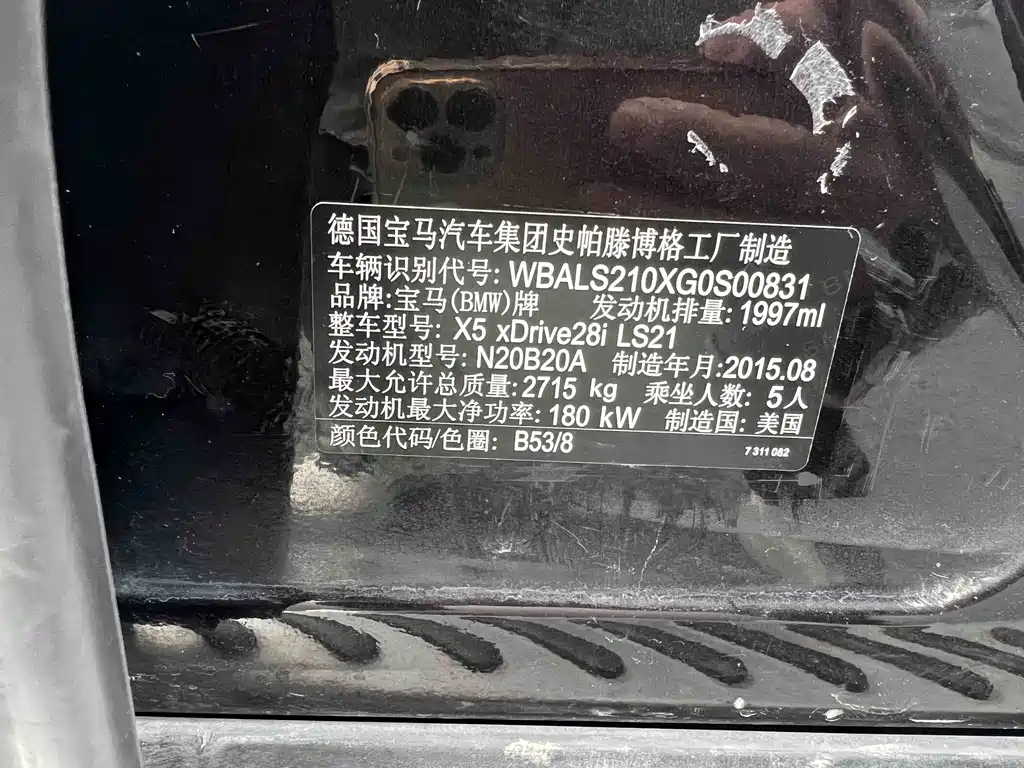 德国宝马汽车集团史帕滕博格工厂制造
车辆识别代号: WBALS210XG0S00831
品牌:宝马(BMW)牌 发动机排量: 1997ml
整车型号: X5 xDrive28i LS21
发动机型号: N20B20A 制造年月:2015.08
最大允许总质量:2715 kg 乘坐人数: 5人
发动机最大净功率: 180 kW 制造国: 美国
颜色代码/色圈: B53/8 7 311 082